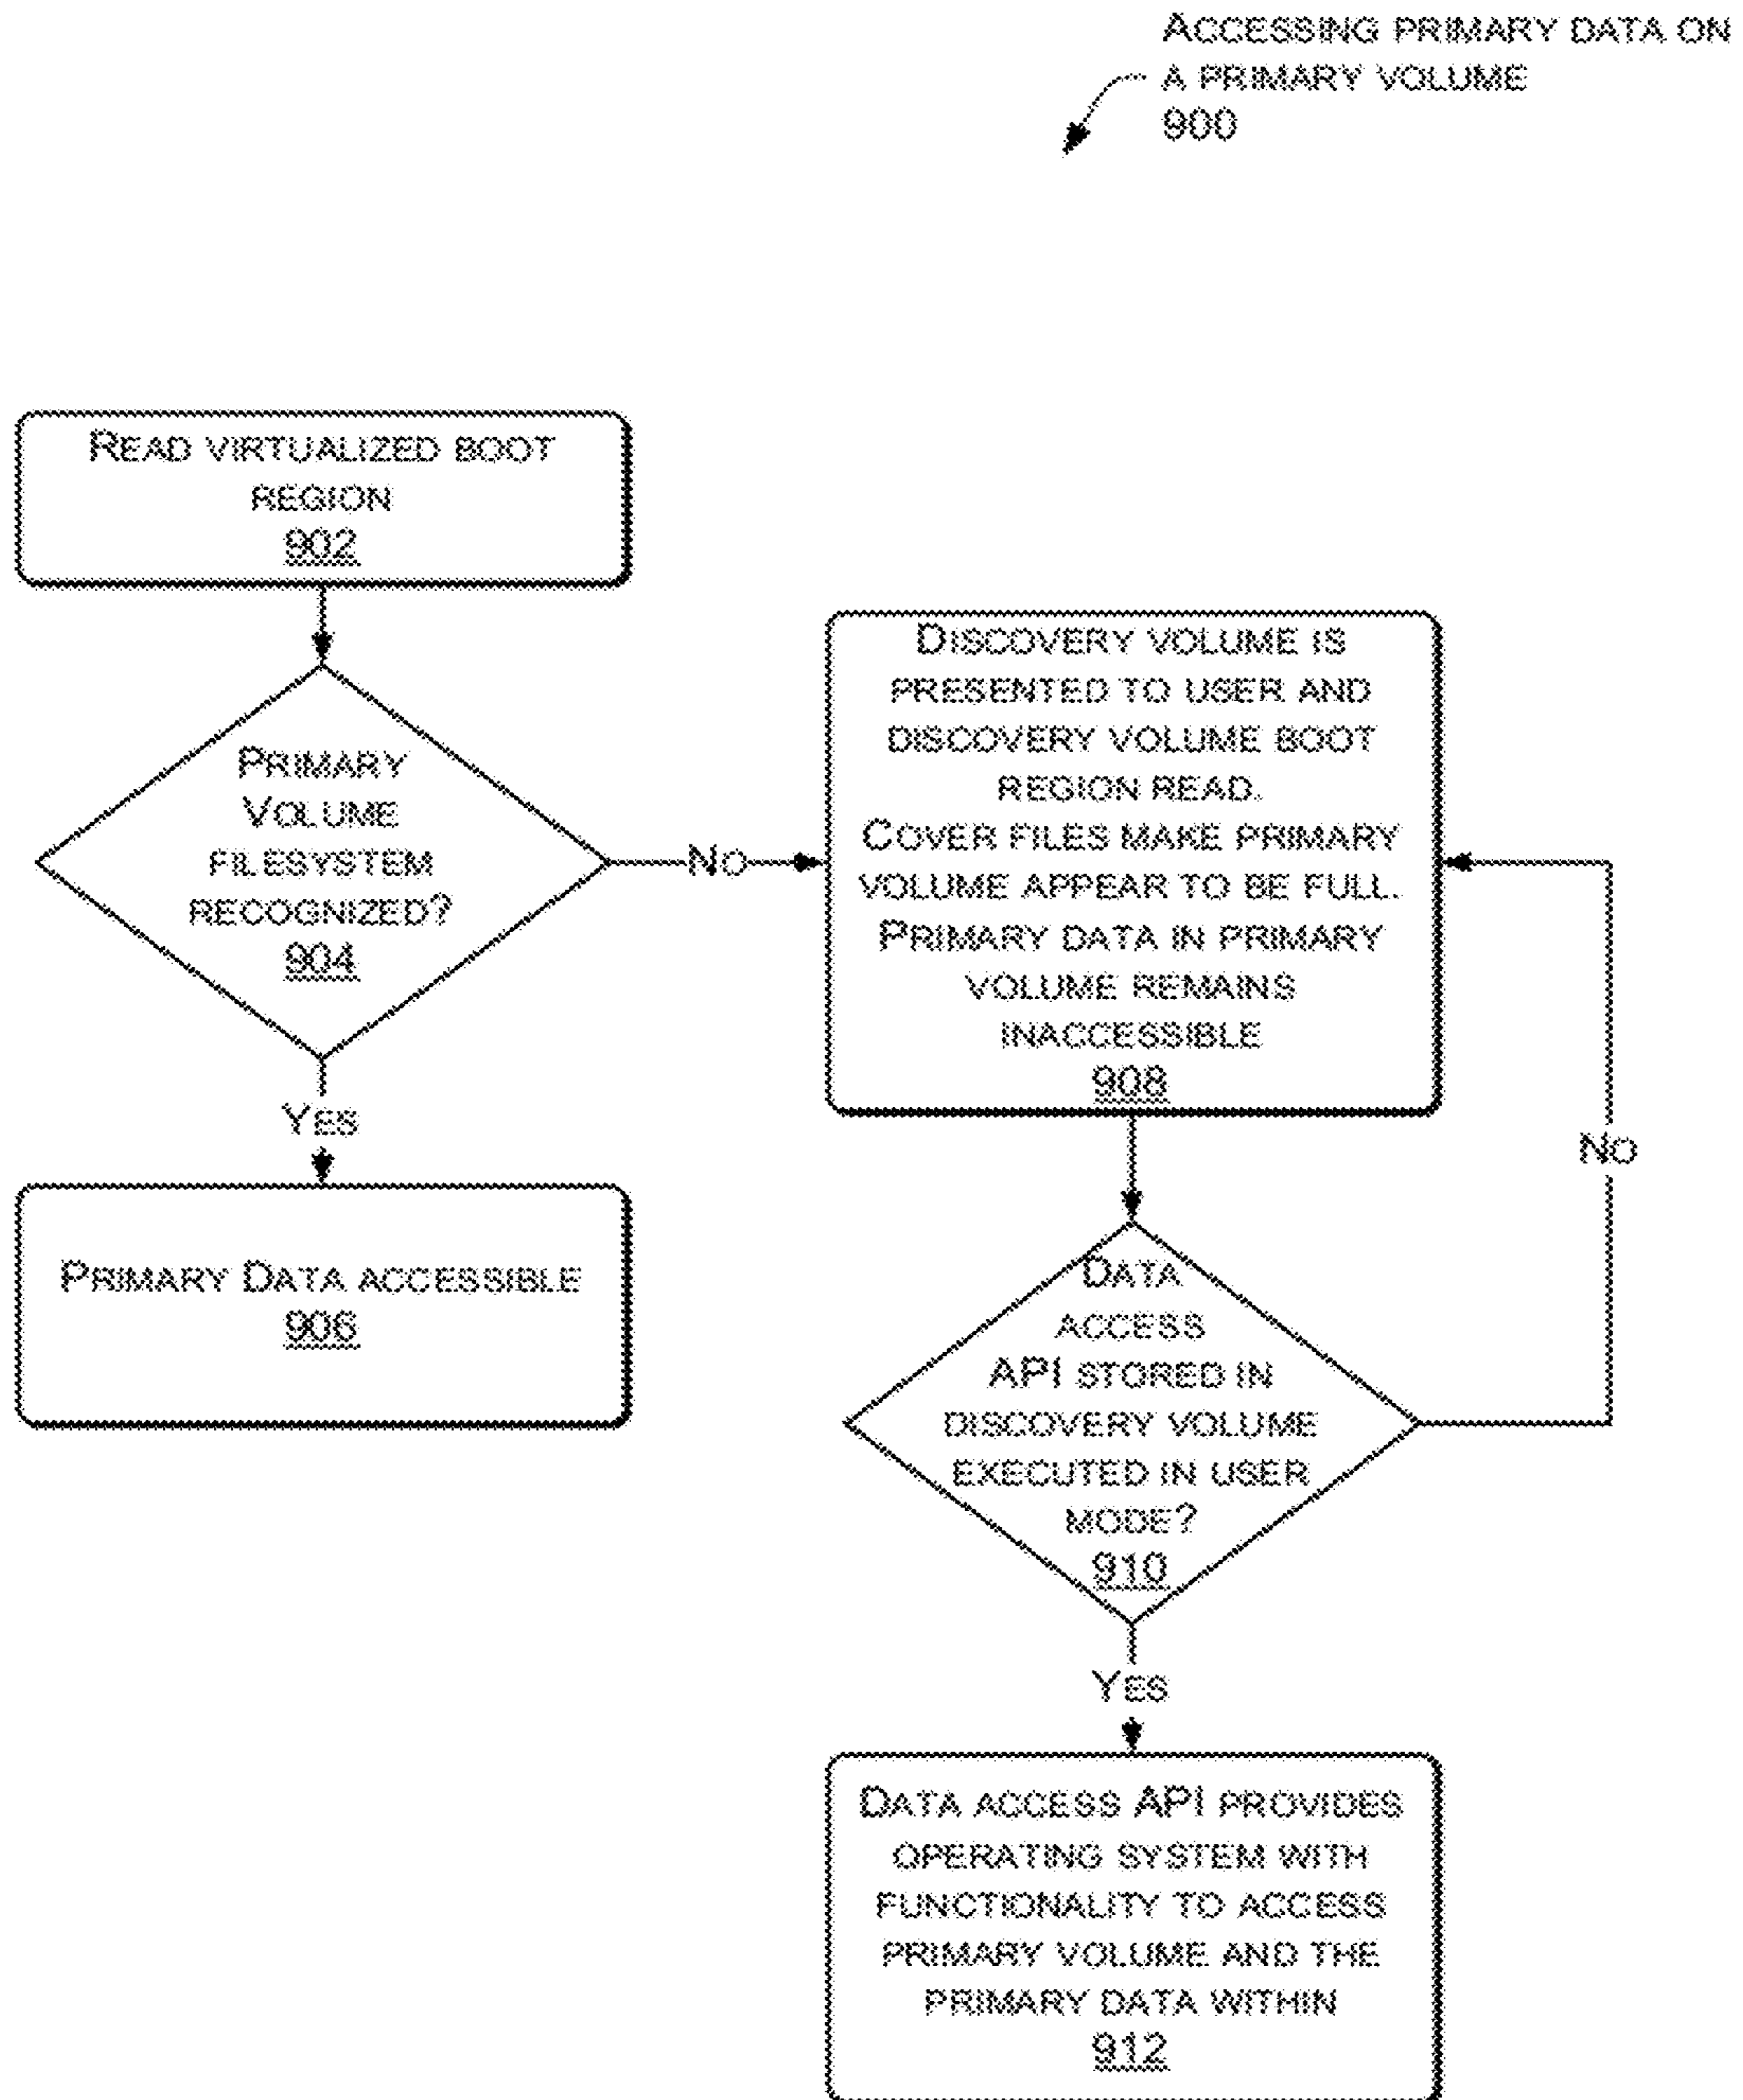 ACCESSING PRIMARY DATA ON
A PRIMARY VOLUME
900
READ VIRTUALIZED BOOT
REGION
902
PRIMARY
VOLUME
FILESYSTEM
RECOGNIZED?
904
NO
YES
PRIMARY DATA ACCESSIBLE
906
DISCOVERY VOLUME IS
PRESENTED TO USER AND
DISCOVERY VOLUME BOOT
REGION READ.
COVER FILES MAKE PRIMARY
VOLUME APPEAR TO BE FULL.
PRIMARY DATA IN PRIMARY
VOLUME REMAINS
INACCESSIBLE
908
NO
DATA
ACCESS
API STORED IN
DISCOVERY VOLUME
EXECUTED IN USER
MODE?
910
YES
DATA ACCESS API PROVIDES
OPERATING SYSTEM WITH
FUNCTIONALITY TO ACCESS
PRIMARY VOLUME AND THE
PRIMARY DATA WITHIN
912